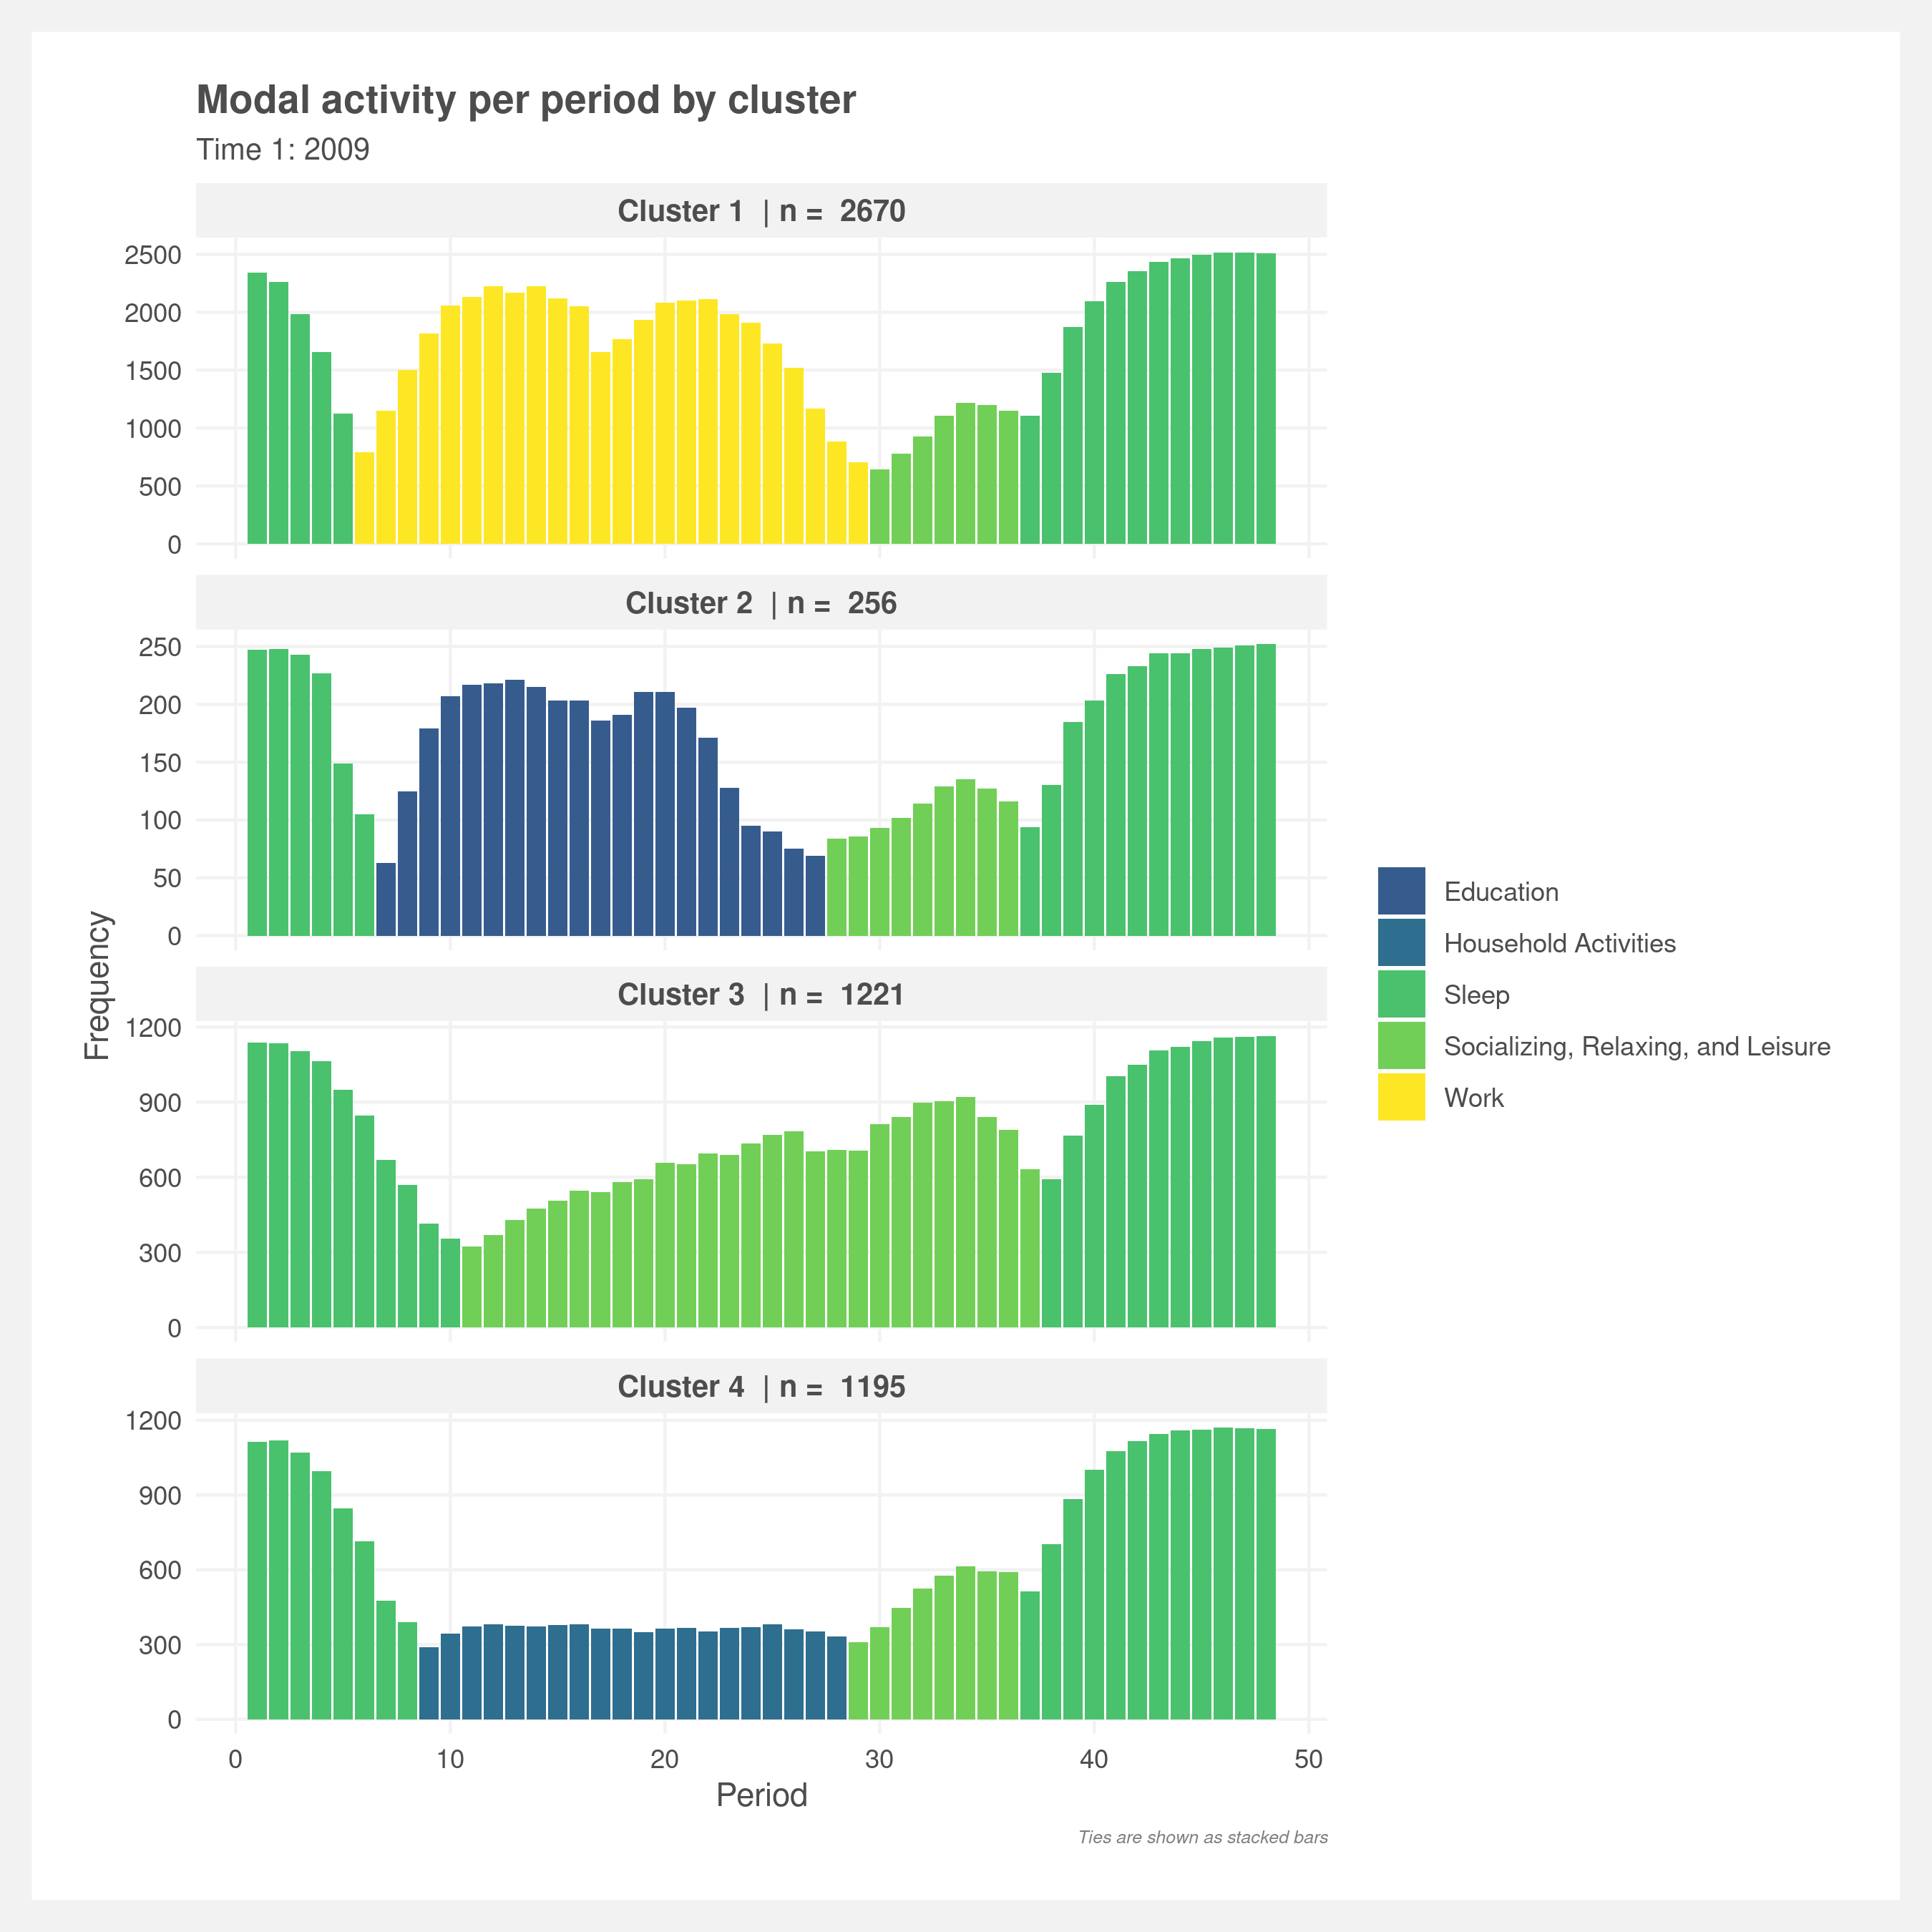 Modal activity per period by cluster
Time 1: 2009
Cluster 1 | n = 2670
2500
2000
1500
1000
500
0
Cluster 2 | n = 256
250
200
150
100
50
0
Cluster 3 | n = 1221
1200
900
600
300
0
Cluster 4 | n = 1195
1200
900
600
300
0
0 10 20 30 40 50
Period
Frequency
Education
Household Activities
Sleep
Socializing, Relaxing, and Leisure
Work
Ties are shown as stacked bars